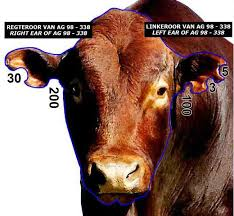 REGTEROOR VAN AG 98 - 338
RIGHT EAR OF AG 98 - 338
LINKEROOR VAN AG 98 - 338
LEFT EAR OF AG 98 - 338
30
200
100
5
3